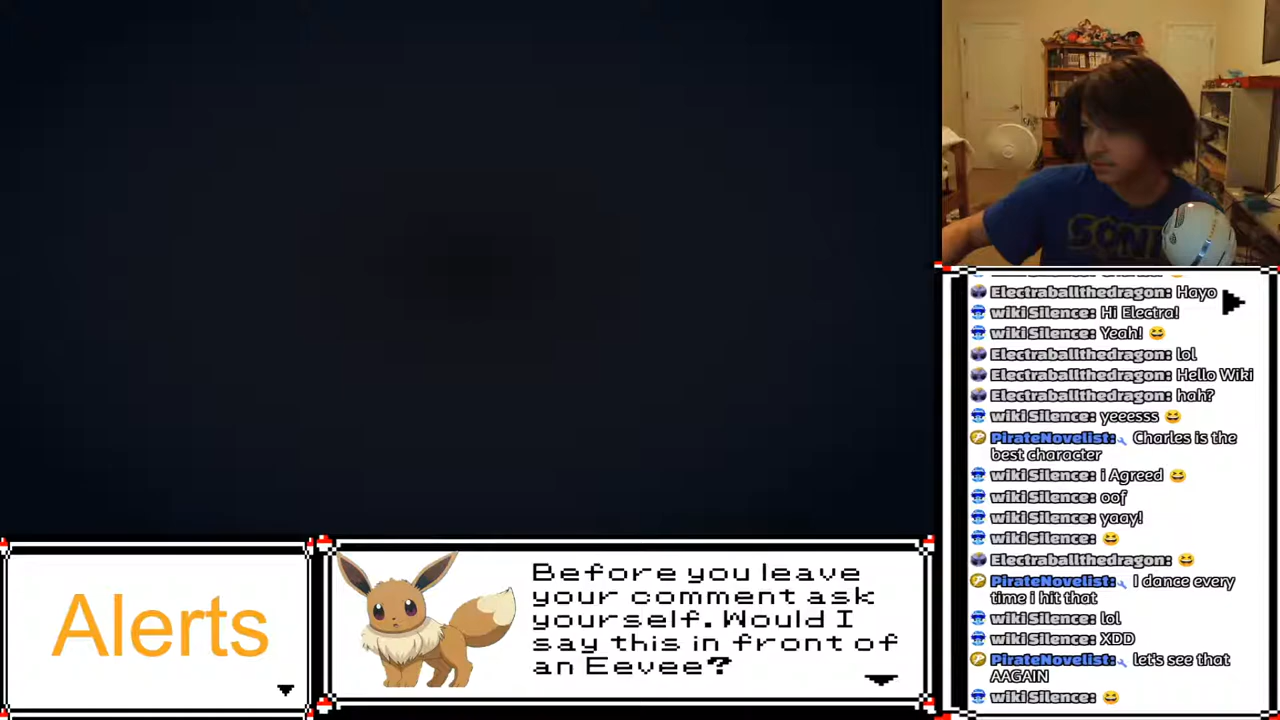 SONIC
Electraballthedragon: Hayo
wiki Silence: Hi Electra!
wiki Silence: Yeah! 😆
Electraballthedragon: lol
Electraballthedragon: Hello Wiki
Electraballthedragon: hah?
wiki Silence: yeeesss 😆
PirateNovelist: Charles is the
best character
wiki Silence: i Agreed 😆
wiki Silence: oof
wiki Silence: yaay!
wiki Silence: 😆
Electraballthedragon: 😆
PirateNovelist: I dance every
time i hit that
wiki Silence: lol
wiki Silence: XDD
PirateNovelist: let's see that
AAGAIN
wiki Silence: 😆
Alerts
Before you leave
your comment ask
yourself. Would I
say this in front of
an Eevee?